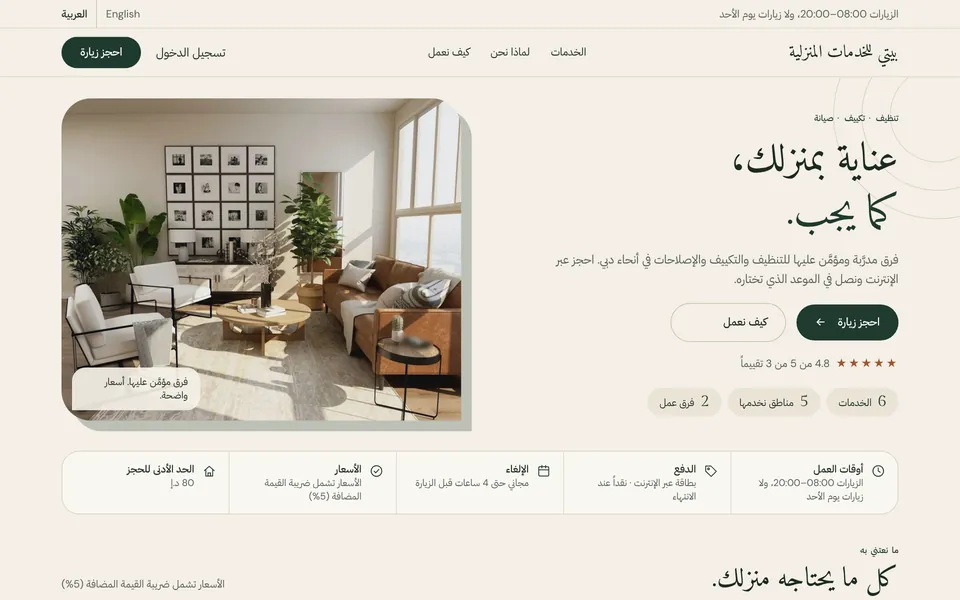 الزيارات 08:00–20:00، ولا زيارات يوم الأحد
English
العربية
بيتي للخدمات المنزلية
الخدمات
لماذا نحن
كيف نعمل
تسجيل الدخول
احجز زيارة
تنظيف · تكييف · صيانة
عناية بمنزلك،
كما يجب.
فرق مدرَّبة ومؤمَّن عليها للتنظيف والتكييف والإصلاحات في أنحاء دبي. احجز عبر
الإنترنت ونصل في الموعد الذي تختاره.
احجز زيارة ←
كيف نعمل
★★★★★ 4.8 من 5 من 3 تقييماً
6 الخدمات
5 مناطق نخدمها
2 فرق عمل
فرق مؤمَّن عليها. أسعار
واضحة.
أوقات العمل
الزيارات 08:00–20:00، ولا
زيارات يوم الأحد
الدفع
بطاقة عبر الإنترنت · نقداً عند
الانتهاء
الإلغاء
مجاني حتى 4 ساعات قبل الزيارة
الأسعار
الأسعار تشمل ضريبة القيمة
المضافة (5%)
الحد الأدنى للحجز
80 د.إ
ما نعتني به
كل ما يحتاجه منزلك.
الأسعار تشمل ضريبة القيمة المضافة (5%)